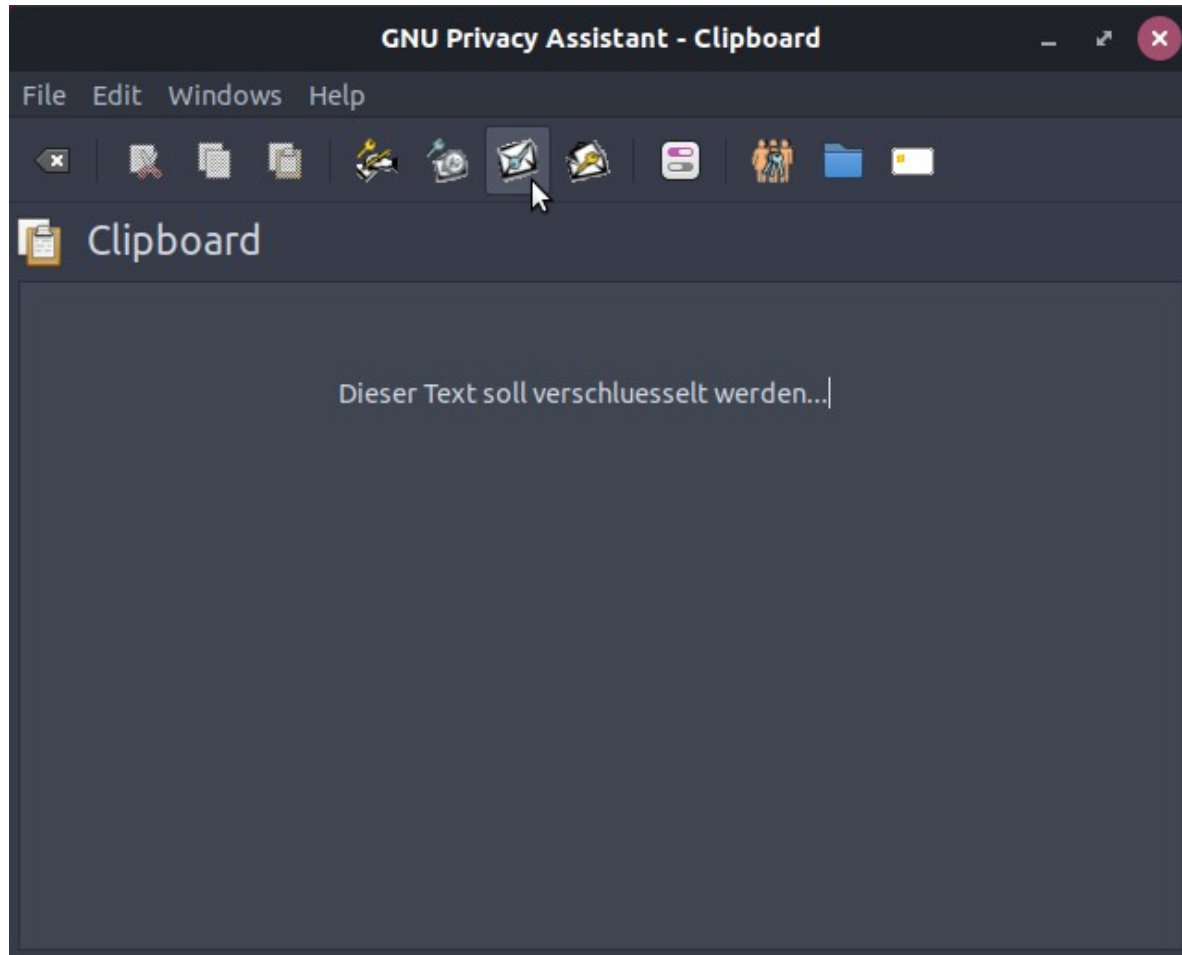 GNU Privacy Assistant - Clipboard
File Edit Windows Help
Clipboard
Dieser Text soll verschluesselt werden...